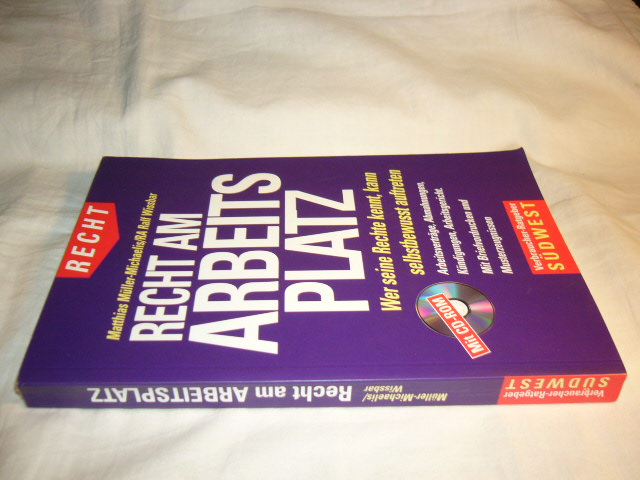 RECHT
Matthias Müller-Michaelis/RA Ralf Wissbar
RECHT AM
ARBEITS
PLATZ
Wer seine Rechte kennt, kann
selbstbewusst auftreten
Arbeitsverträge, Abmahnungen,
Kündigungen, Arbeitsgericht.
Mit Briefvordrucken und
Musterzeugnissen
Mit CD-ROM
Verbraucher-Ratgeber
SÜDWEST
Müller-Michaelis/
Wissbar
Recht am ARBEITSPLATZ
Verbraucher-Ratgeber
SÜDWEST